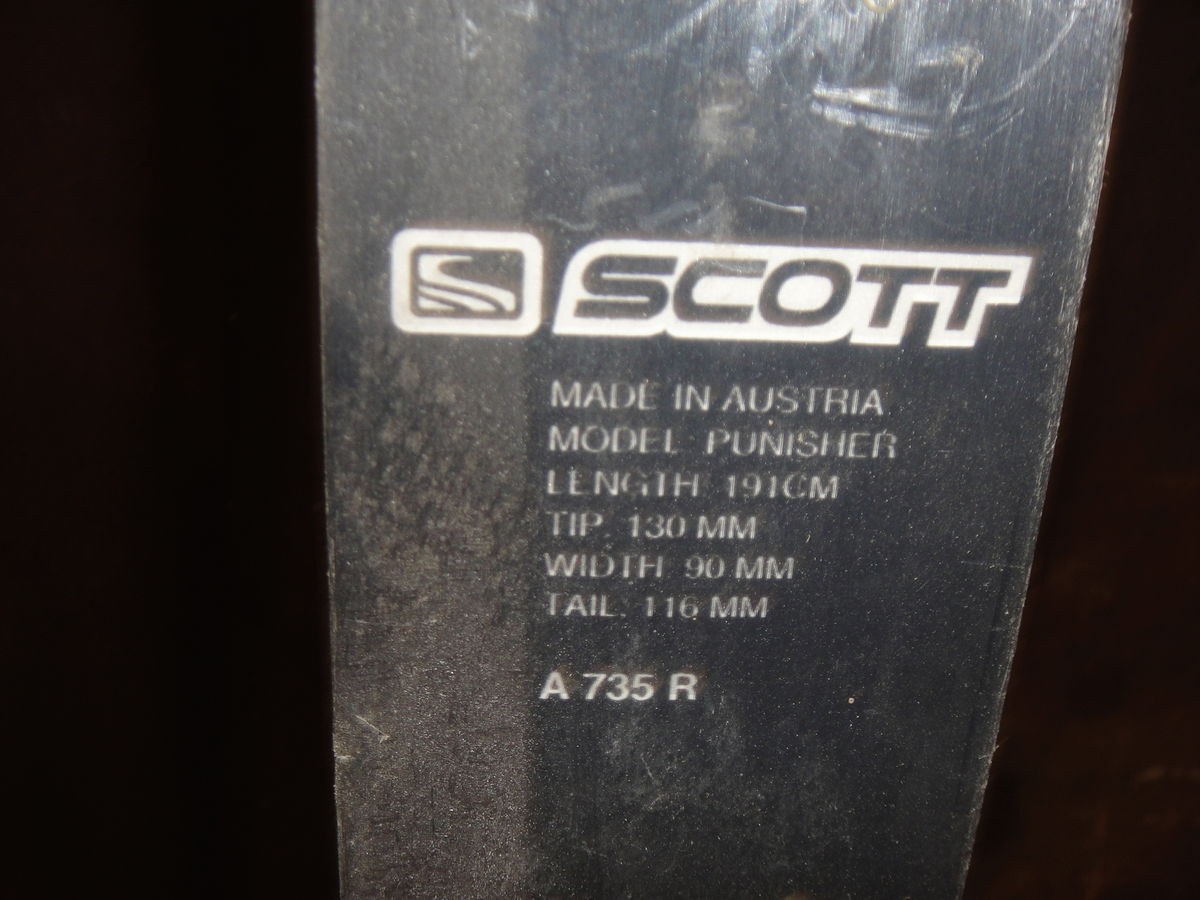 SCOTT
MADE IN AUSTRIA
MODEL: PUNISHER
LENGTH: 191CM
TIP: 130 MM
WIDTH: 90 MM
TAIL: 116 MM
A 735 R